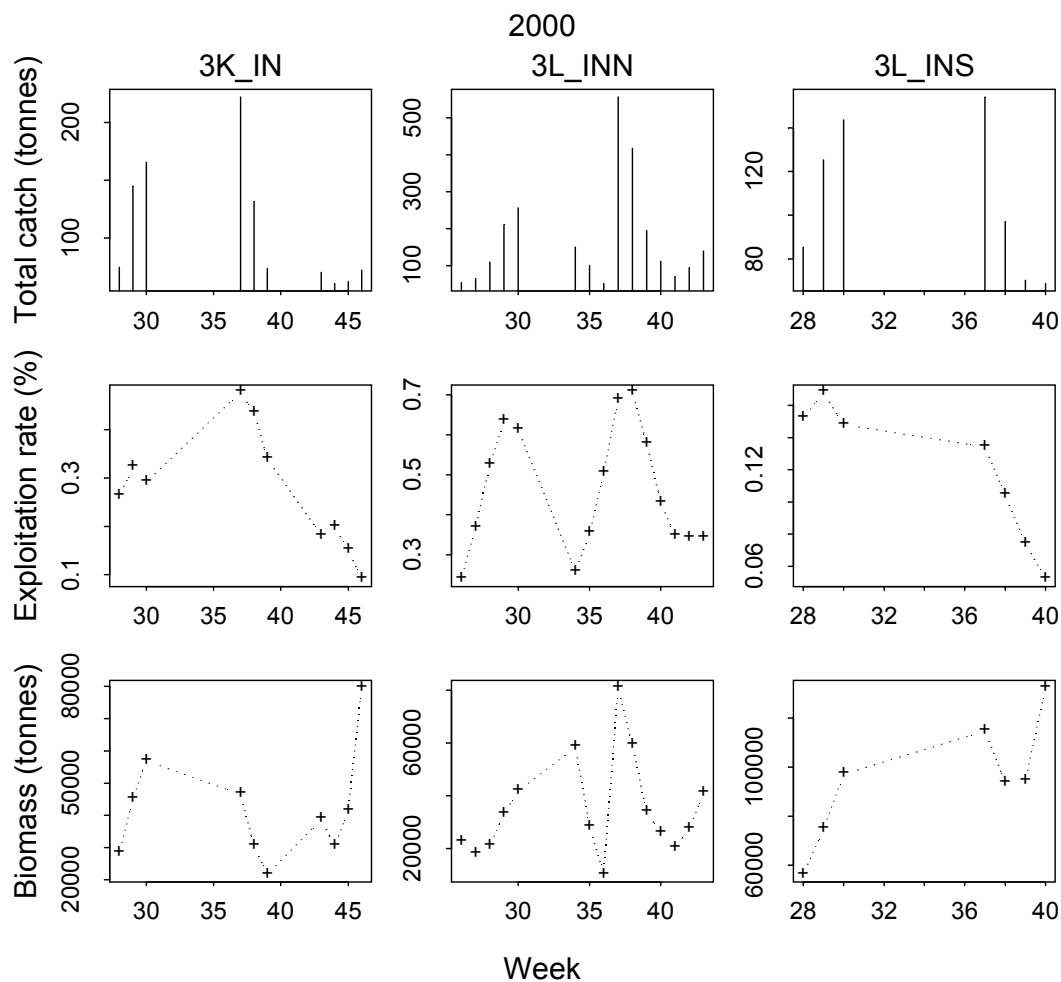 2000
3K_IN 3L_INN 3L_INS
Total catch (tonnes)
200
100
30 35 40 45
500
300
100
30 35 40
120
80
28 32 36 40
Exploitation rate (%)
0.3
0.1
30 35 40 45
0.7
0.5
0.3
30 35 40
0.12
0.06
28 32 36 40
Biomass (tonnes)
80000
50000
20000
30 35 40 45
60000
20000
30 35 40
100000
60000
28 32 36 40
Week